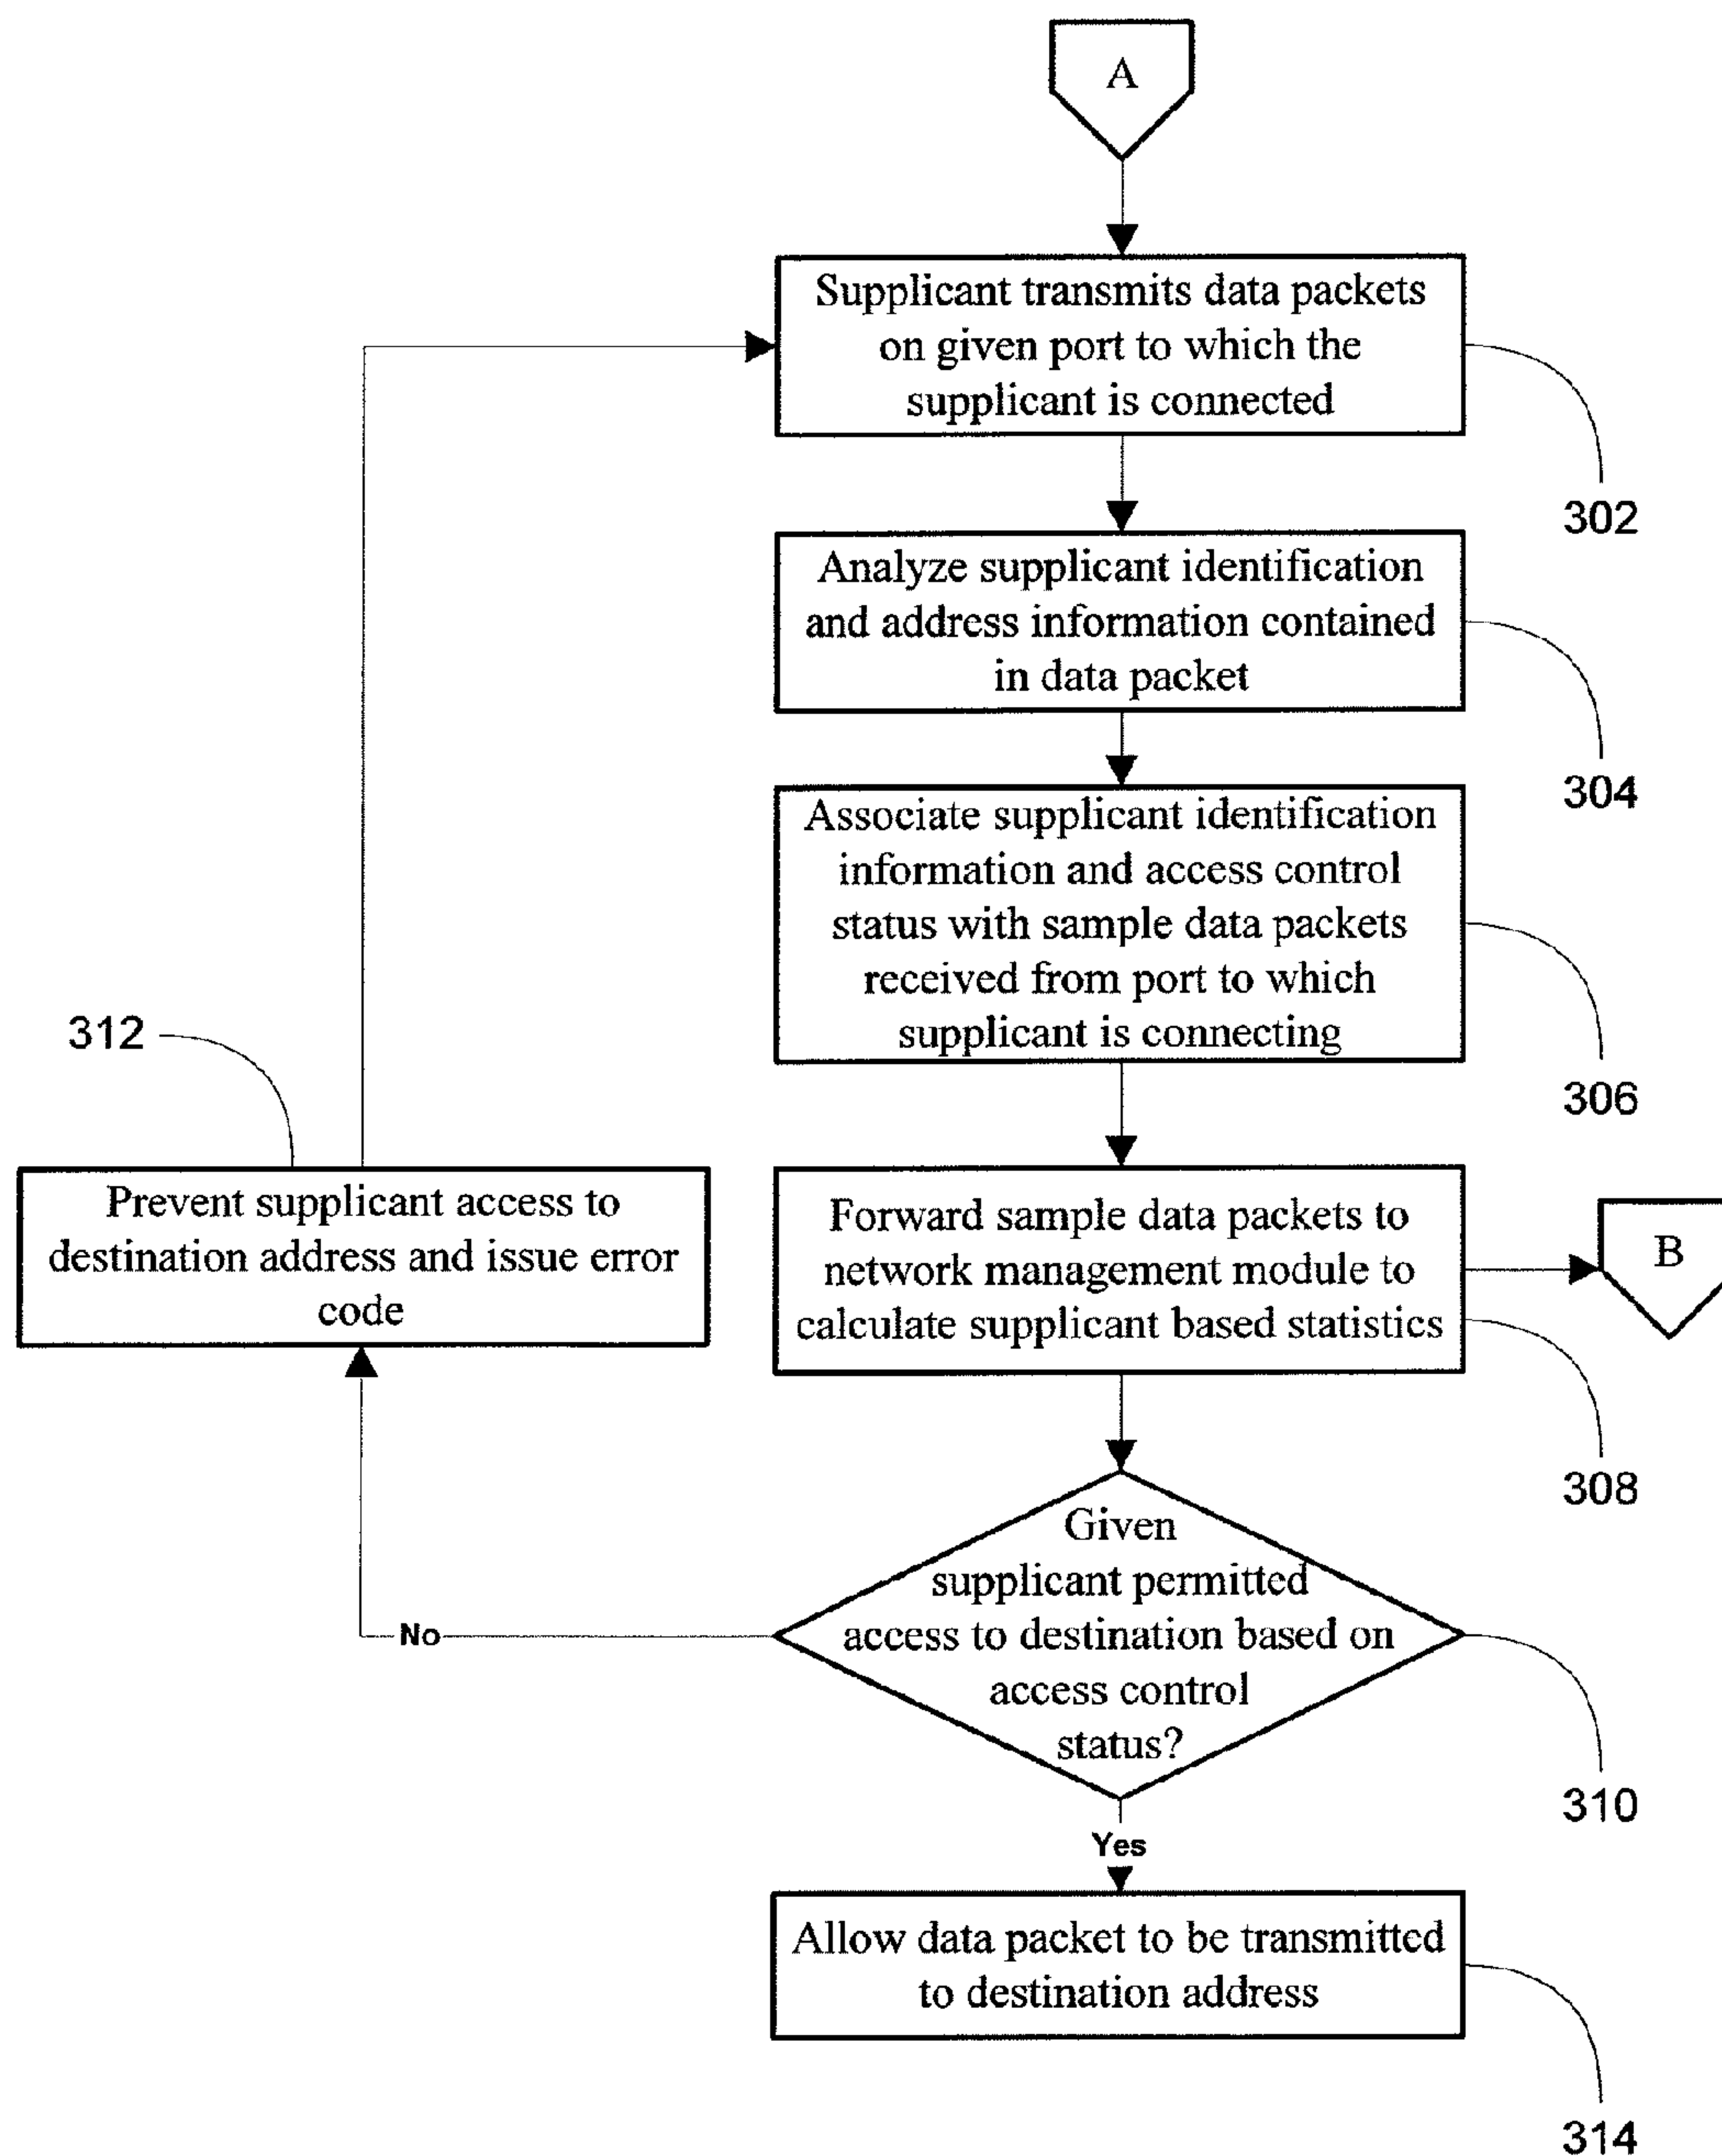 A
Supplicant transmits data packets
on given port to which the
supplicant is connected
302
Analyze supplicant identification
and address information contained
in data packet
304
Associate supplicant identification
information and access control
status with sample data packets
received from port to which
supplicant is connecting
306
312
Prevent supplicant access to
destination address and issue error
code
Forward sample data packets to
network management module to
calculate supplicant based statistics
B
308
Given
supplicant permitted
access to destination based on
access control
status?
No
310
Yes
Allow data packet to be transmitted
to destination address
314